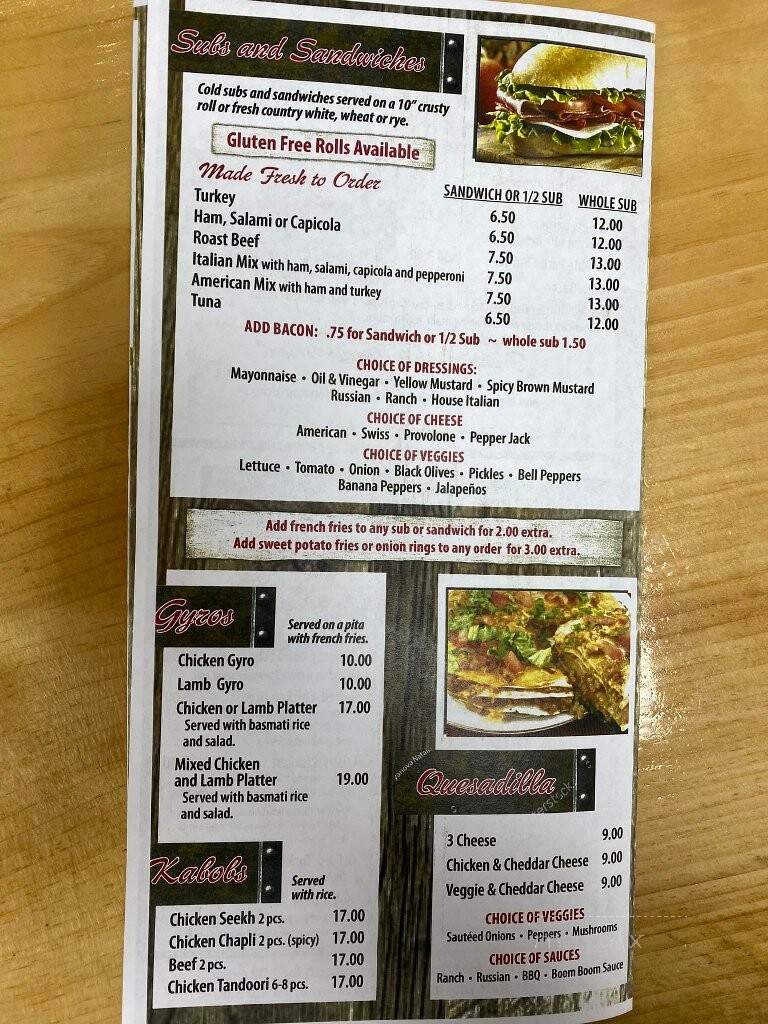 Subs and Sandwiches
Cold subs and sandwiches served on a 10" crusty
roll or fresh country white, wheat or rye.
Gluten Free Rolls Available
Made Fresh to Order
SANDWICH OR 1/2 SUB WHOLE SUB
Turkey 6.50 12.00
Ham, Salami or Capicola 6.50 12.00
Roast Beef 7.50 13.00
Italian Mix with ham, salami, capicola and pepperoni 7.50 13.00
American Mix with ham and turkey 7.50 13.00
Tuna 6.50 12.00
ADD BACON: .75 for Sandwich or 1/2 Sub ~ whole sub 1.50
CHOICE OF DRESSINGS:
Mayonnaise • Oil & Vinegar • Yellow Mustard • Spicy Brown Mustard
Russian • Ranch • House Italian
CHOICE OF CHEESE
American • Swiss • Provolone • Pepper Jack
CHOICE OF VEGGIES
Lettuce • Tomato • Onion • Black Olives • Pickles • Bell Peppers
Banana Peppers • Jalapeños
Add french fries to any sub or sandwich for 2.00 extra.
Add sweet potato fries or onion rings to any order for 3.00 extra.
Gyros
Served on a pita
with french fries.
Chicken Gyro 10.00
Lamb Gyro 10.00
Chicken or Lamb Platter 17.00
Served with basmati rice
and salad.
Mixed Chicken
and Lamb Platter 19.00
Served with basmati rice
and salad.
Kabobs
Served
with rice.
Chicken Seekh 2 pcs. 17.00
Chicken Chapli 2 pcs. (spicy) 17.00
Beef 2 pcs. 17.00
Chicken Tandoori 6-8 pcs. 17.00
Quesadilla
3 Cheese 9.00
Chicken & Cheddar Cheese 9.00
Veggie & Cheddar Cheese 9.00
CHOICE OF VEGGIES
Sautéed Onions • Peppers • Mushrooms
CHOICE OF SAUCES
Ranch • Russian • BBQ • Boom Boom Sauce